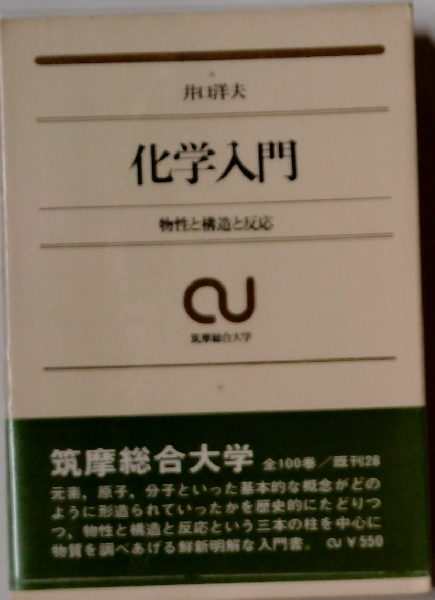 井口洋夫
化学入門
物性と構造と反応
CU
筑摩総合大学
筑摩総合大学 全100巻／既刊28
元素，原子，分子といった基本的な概念がどの
ように形造られていったかを歴史的にたどりつ
つ，物性と構造と反応という三本の柱を中心に
物質を調べあげる鮮新明解な入門書。 CU ¥550